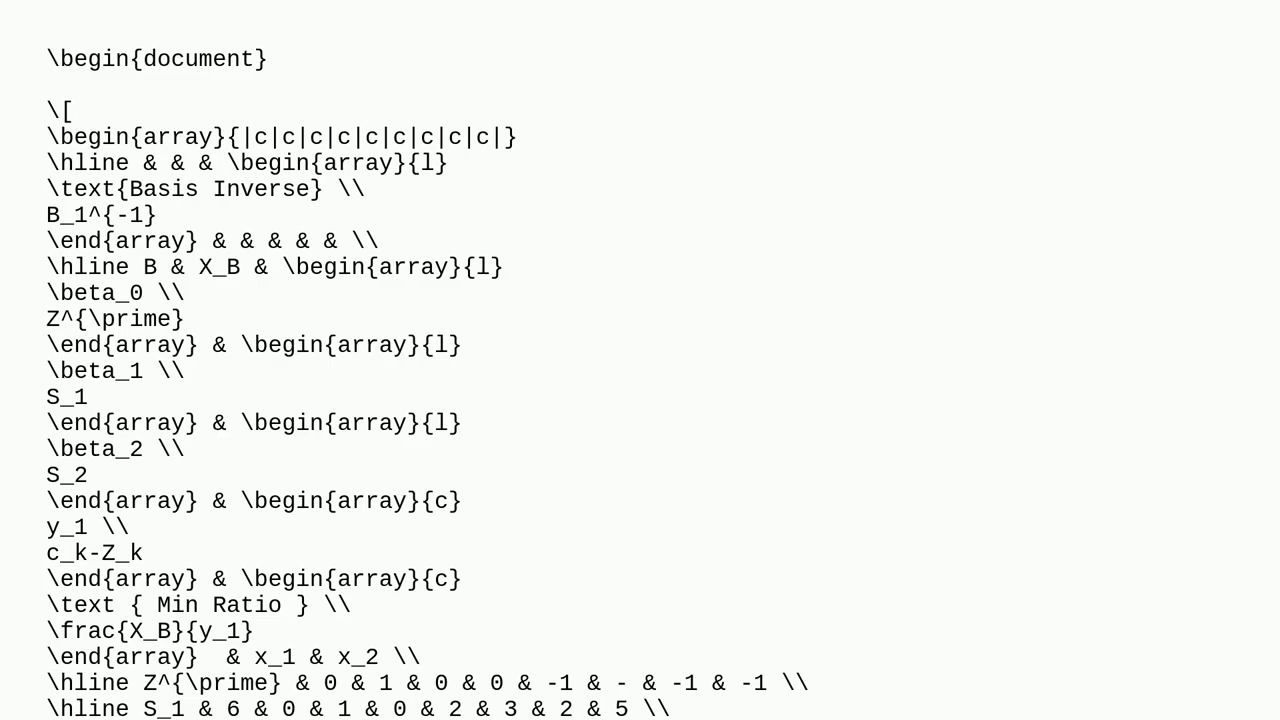 \begin{document}
\[
\begin{array}{|c|c|c|c|c|c|c|c|c|}
\hline & & & \begin{array}{l}
\text{Basis Inverse} \\
B_1^{-1}
\end{array} & & & & & \\
\hline B & X_B & \begin{array}{l}
\beta_0 \\
Z^{\prime}
\end{array} & \begin{array}{l}
\beta_1 \\
S_1
\end{array} & \begin{array}{l}
\beta_2 \\
S_2
\end{array} & \begin{array}{c}
y_1 \\
c_k-Z_k
\end{array} & \begin{array}{c}
\text { Min Ratio } \\
\frac{X_B}{y_1}
\end{array}  & x_1 & x_2 \\
\hline Z^{\prime} & 0 & 1 & 0 & 0 & -1 & - & -1 & -1 \\
\hline S_1 & 6 & 0 & 1 & 0 & 2 & 3 & 2 & 5 \\